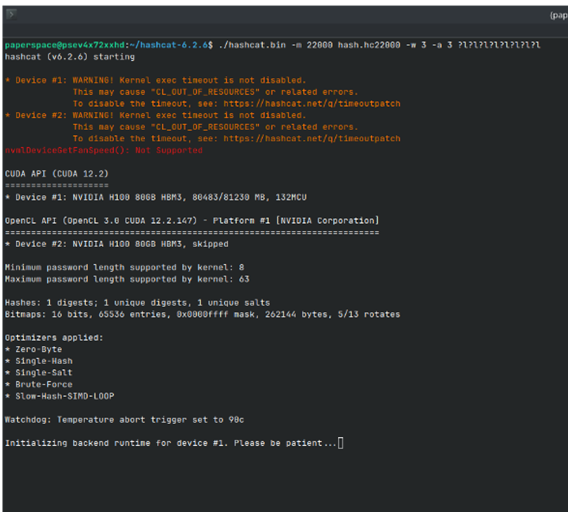 (pap
paperspace@psev4x72xxhd:~/hashcat-6.2.6$ ./hashcat.bin -m 22000 hash.hc22000 -w 3 -a 3 ?l?l?l?l?l?l?l?l
hashcat (v6.2.6) starting
* Device #1: WARNING! Kernel exec timeout is not disabled.
This may cause "CL_OUT_OF_RESOURCES" or related errors.
To disable the timeout, see: https://hashcat.net/q/timeoutpatch
* Device #2: WARNING! Kernel exec timeout is not disabled.
This may cause "CL_OUT_OF_RESOURCES" or related errors.
To disable the timeout, see: https://hashcat.net/q/timeoutpatch
nvmlDeviceGetFanSpeed(): Not Supported
CUDA API (CUDA 12.2)
====================
* Device #1: NVIDIA H100 80GB HBM3, 80483/81230 MB, 132MCU
OpenCL API (OpenCL 3.0 CUDA 12.2.147) - Platform #1 [NVIDIA Corporation]
========================================================================
* Device #2: NVIDIA H100 80GB HBM3, skipped
Minimum password length supported by kernel: 8
Maximum password length supported by kernel: 63
Hashes: 1 digests; 1 unique digests, 1 unique salts
Bitmaps: 16 bits, 65536 entries, 0x0000ffff mask, 262144 bytes, 5/13 rotates
Optimizers applied:
* Zero-Byte
* Single-Hash
* Single-Salt
* Brute-Force
* Slow-Hash-SIMD-LOOP
Watchdog: Temperature abort trigger set to 90c
Initializing backend runtime for device #1. Please be patient...